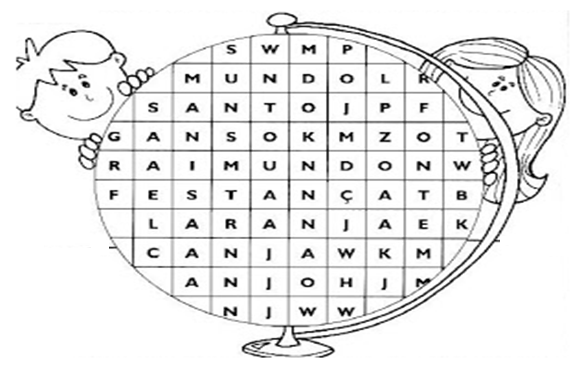 S W M P
M U N D O L R
S A N T O J P F
G A N S O K M Z O T
R A I M U N D O N W
F E S T A N Ç A T B
L A R A N J A E K
C A N J A W K M
A N J O H J M
N J W W